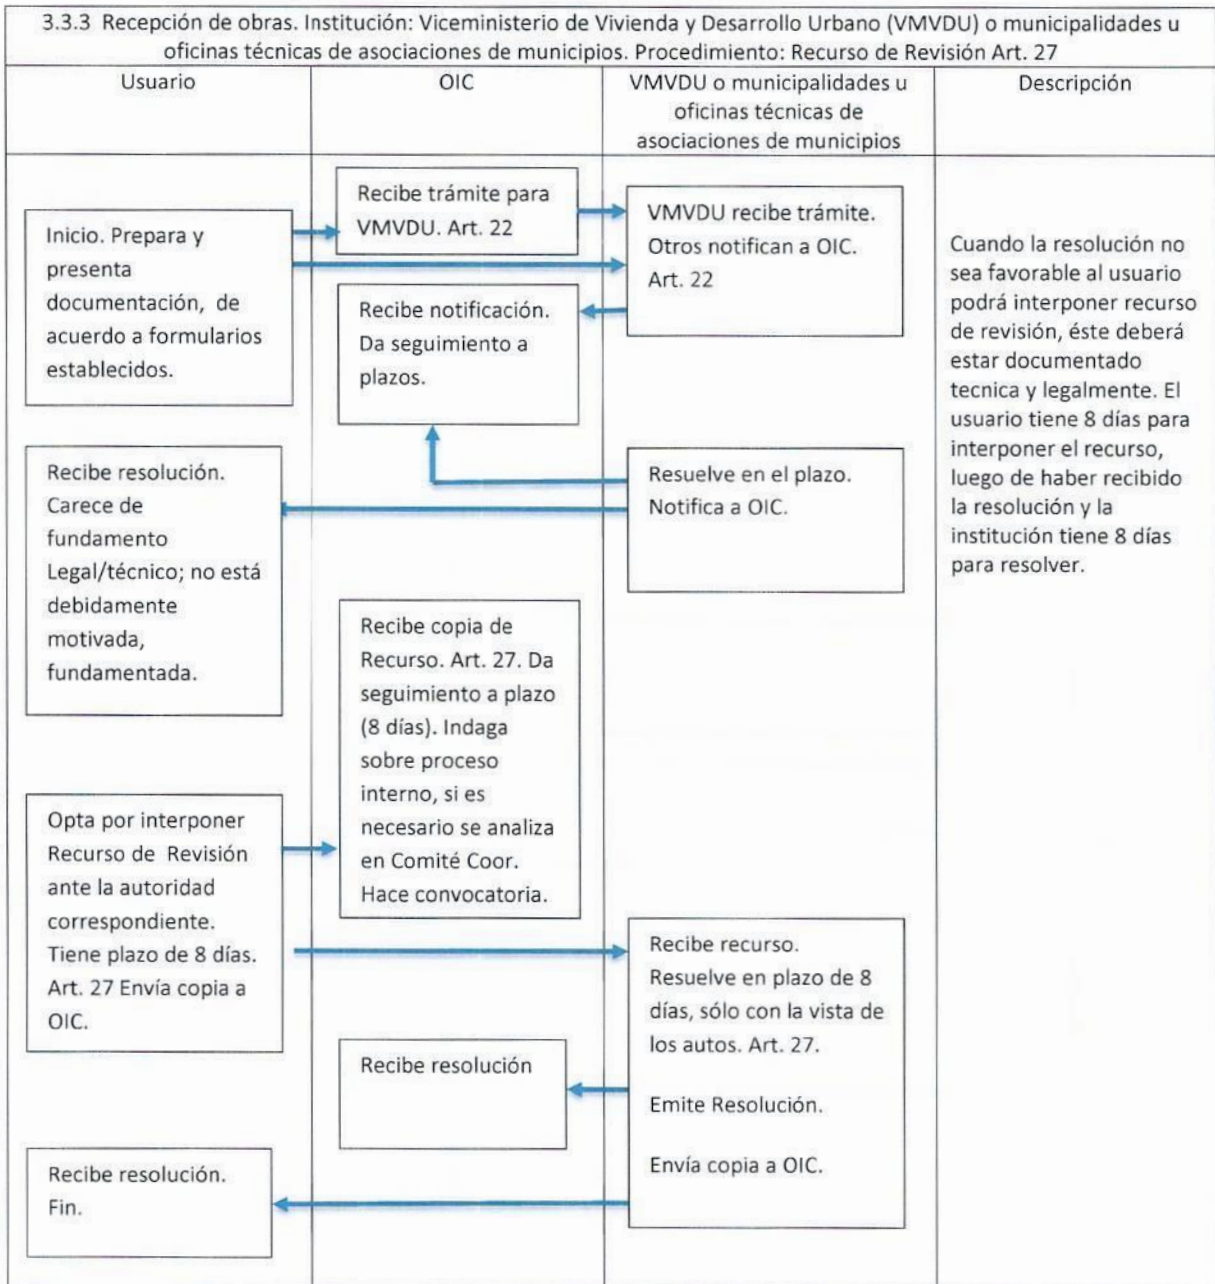 3.3.3 Recepción de obras. Institución: Viceministerio de Vivienda y Desarrollo Urbano (VMVDU) o municipalidades u
oficinas técnicas de asociaciones de municipios. Procedimiento: Recurso de Revisión Art. 27
Usuario
OIC
VMVDU o municipalidades u
oficinas técnicas de
asociaciones de municipios
Descripción
Inicio. Prepara y
presenta
documentación, de
acuerdo a formularios
establecidos.
Recibe trámite para
VMVDU. Art. 22
VMVDU recibe trámite.
Otros notifican a OIC.
Art. 22
Recibe notificación.
Da seguimiento a
plazos.
Cuando la resolución no
sea favorable al usuario
podrá interponer recurso
de revisión, éste deberá
estar documentado
tecnica y legalmente. El
usuario tiene 8 días para
interponer el recurso,
luego de haber recibido
la resolución y la
institución tiene 8 días
para resolver.
Resuelve en el plazo.
Notifica a OIC.
Recibe resolución.
Carece de
fundamento
Legal/técnico; no está
debidamente
motivada,
fundamentada.
Opta por interponer
Recurso de Revisión
ante la autoridad
correspondiente.
Tiene plazo de 8 días.
Art. 27 Envía copia a
OIC.
Recibe copia de
Recurso. Art. 27. Da
seguimiento a plazo
(8 días). Indaga
sobre proceso
interno, si es
necesario se analiza
en Comité Coor.
Hace convocatoria.
Recibe recurso.
Resuelve en plazo de 8
días, sólo con la vista de
los autos. Art. 27.
Emite Resolución.
Envía copia a OIC.
Recibe resolución
Recibe resolución.
Fin.